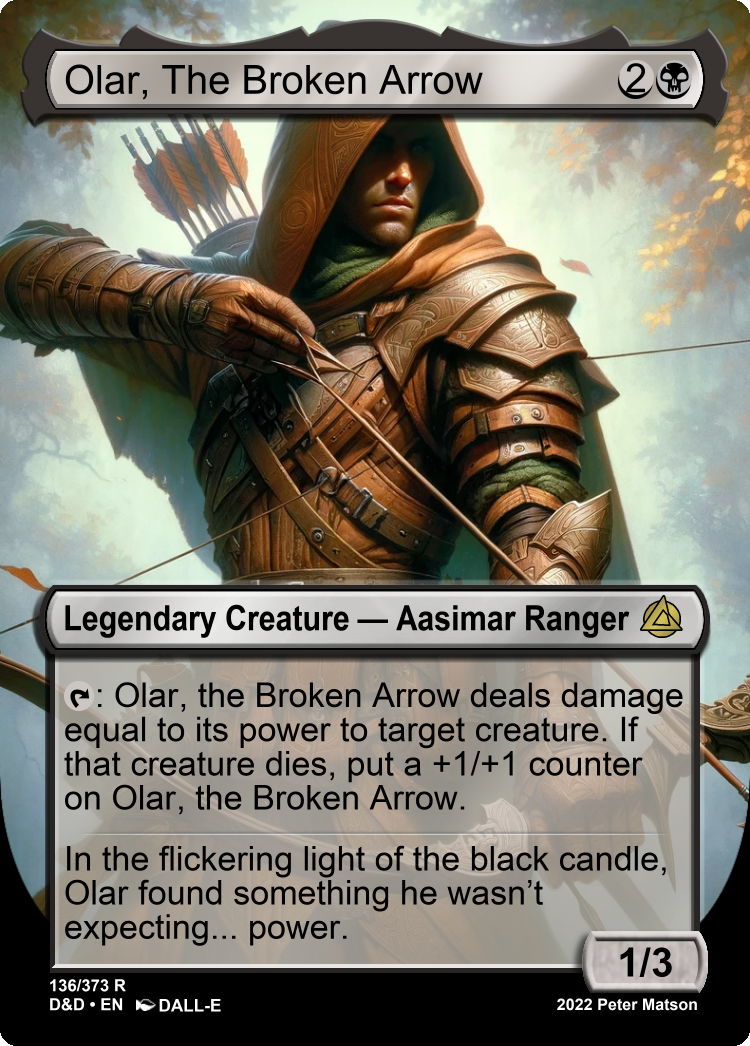 Olar, The Broken Arrow 2
Legendary Creature — Aasimar Ranger
: Olar, the Broken Arrow deals damage
equal to its power to target creature. If
that creature dies, put a +1/+1 counter
on Olar, the Broken Arrow.
In the flickering light of the black candle,
Olar found something he wasn't
expecting... power.
1/3
136/373 R
D&D • EN DALL-E
2022 Peter Matson